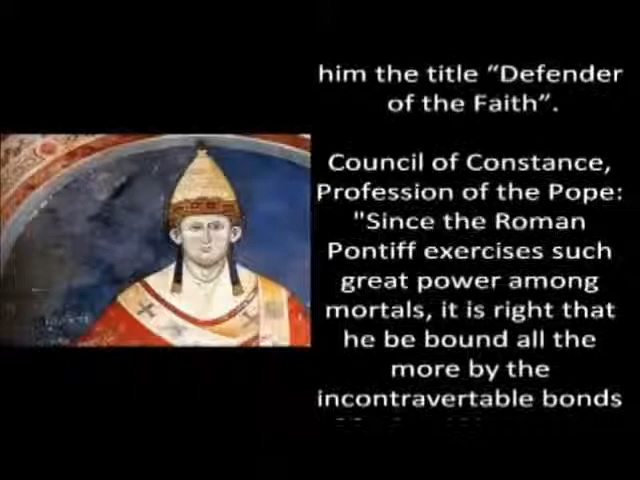 him the title “Defender
of the Faith”.
Council of Constance,
Profession of the Pope:
"Since the Roman
Pontiff exercises such
great power among
mortals, it is right that
he be bound all the
more by the
incontravertable bonds